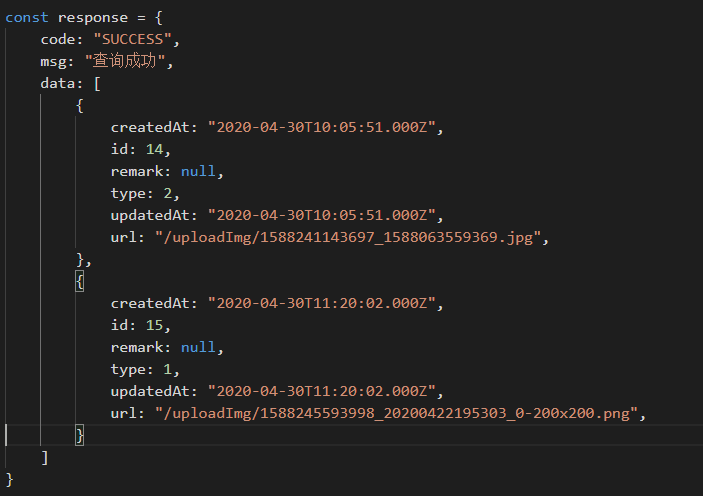 const response = {
    code: "SUCCESS",
    msg: "查询成功",
    data: [
        {
            createdAt: "2020-04-30T10:05:51.000Z",
            id: 14,
            remark: null,
            type: 2,
            updatedAt: "2020-04-30T10:05:51.000Z",
            url: "/uploadImg/1588241143697_1588063559369.jpg",
        },
        {
            createdAt: "2020-04-30T11:20:02.000Z",
            id: 15,
            remark: null,
            type: 1,
            updatedAt: "2020-04-30T11:20:02.000Z",
            url: "/uploadImg/1588245593998_20200422195303_0-200x200.png",
        }
    ]
}